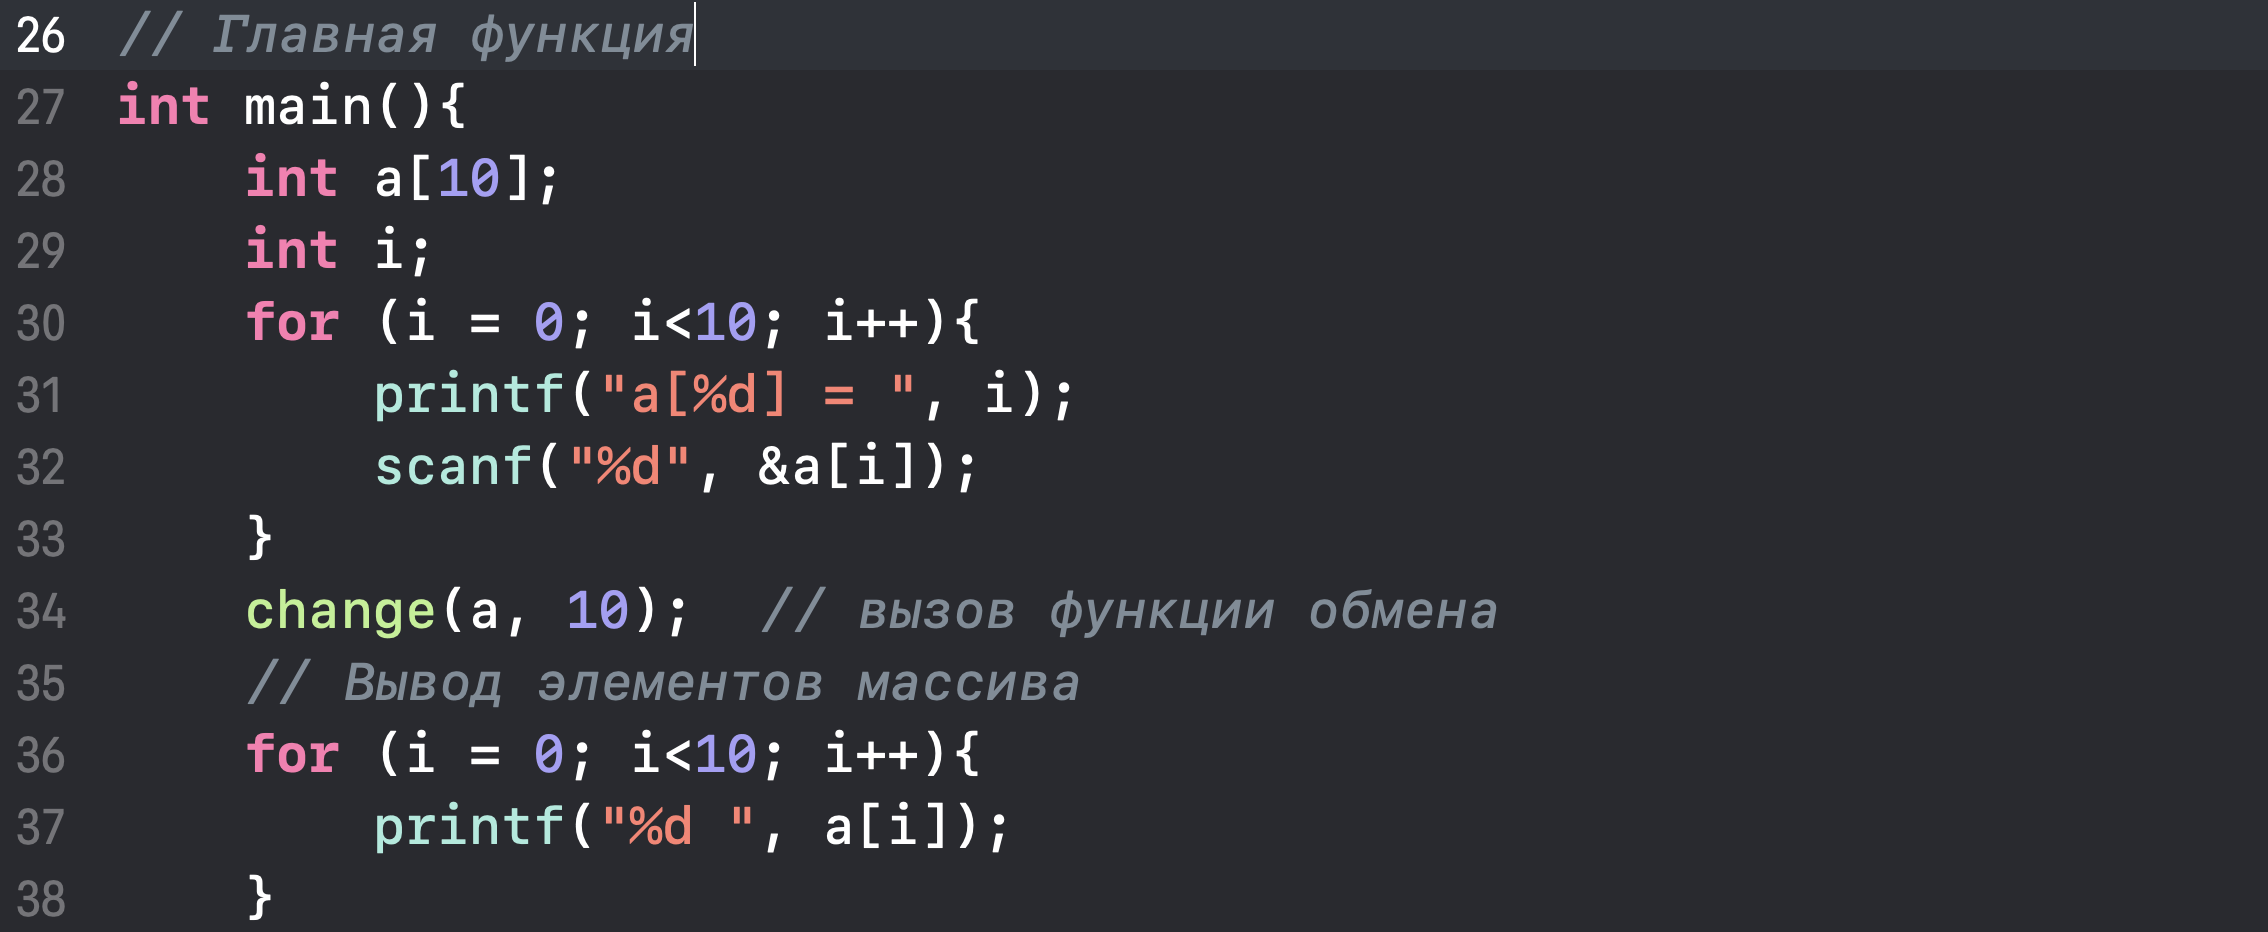 26 // Главная функция
27 int main(){
28     int a[10];
29     int i;
30     for (i = 0; i<10; i++){
31         printf("a[%d] = ", i);
32         scanf("%d", &a[i]);
33     }
34     change(a, 10);  // вызов функции обмена
35     // Вывод элементов массива
36     for (i = 0; i<10; i++){
37         printf("%d ", a[i]);
38     }